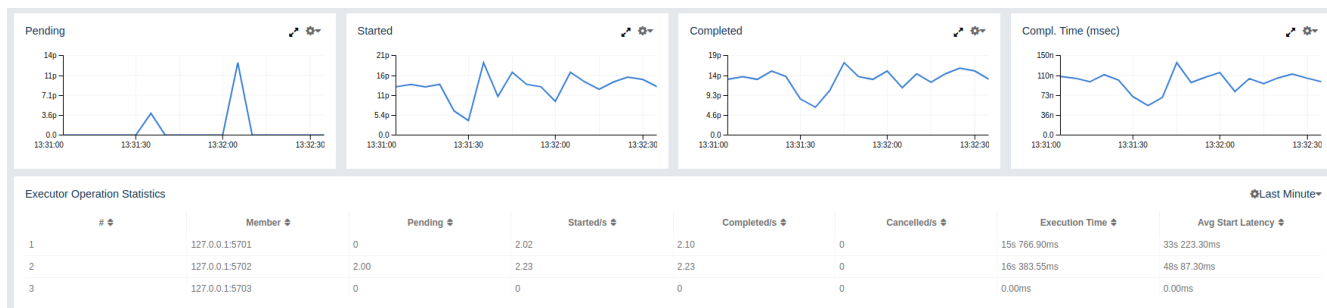 Pending
14p
11p
7.1p
3.6p
0.0
13:31:00 13:31:30 13:32:00 13:32:30
Started
21p
16p
11p
5.4p
0.0
13:31:00 13:31:30 13:32:00 13:32:30
Completed
19p
14p
9.3p
4.6p
0.0
13:31:00 13:31:30 13:32:00 13:32:30
Compl. Time (msec)
150n
110n
73n
36n
0.0
13:31:00 13:31:30 13:32:00 13:32:30
Executor Operation Statistics Last Minute
# Member Pending Started/s Completed/s Cancelled/s Execution Time Avg Start Latency
1 127.0.0.1:5701 0 2.02 2.10 0 15s 766.90ms 33s 223.30ms
2 127.0.0.1:5702 2.00 2.23 2.23 0 16s 383.55ms 48s 87.30ms
3 127.0.0.1:5703 0 0 0 0 0.00ms 0.00ms